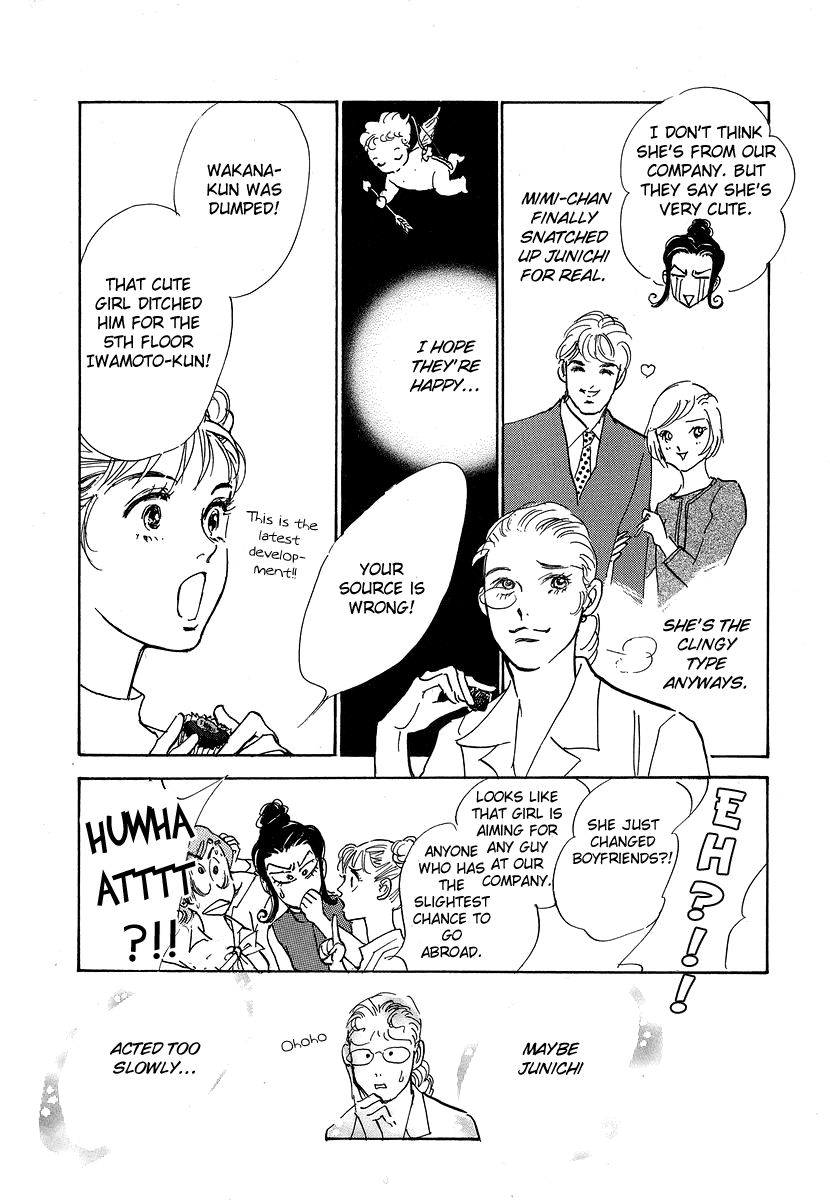 I DON'T THINK
SHE'S FROM OUR
COMPANY. BUT
THEY SAY SHE'S
VERY CUTE.
MIMI-CHAN
FINALLY
SNATCHED
UP JUNICHI
FOR REAL.
SHE'S THE
CLINGY
TYPE
ANYWAYS.
I HOPE
THEY'RE
HAPPY...
YOUR
SOURCE IS
WRONG!
WAKANA-
KUN WAS
DUMPED!
THAT CUTE
GIRL DITCHED
HIM FOR THE
5TH FLOOR
IWAMOTO-KUN!
This is the
latest
develop-
ment!!
EH?!!
SHE JUST
CHANGED
BOYFRIENDS?!
LOOKS LIKE
THAT GIRL IS
AIMING FOR
ANY GUY
AT OUR
COMPANY.
ANYONE
WHO HAS
THE
SLIGHTEST
CHANCE TO
GO
ABROAD.
HUWHA
ATTTT
?!!
MAYBE
JUNICHI
Ohoho
ACTED TOO
SLOWLY...